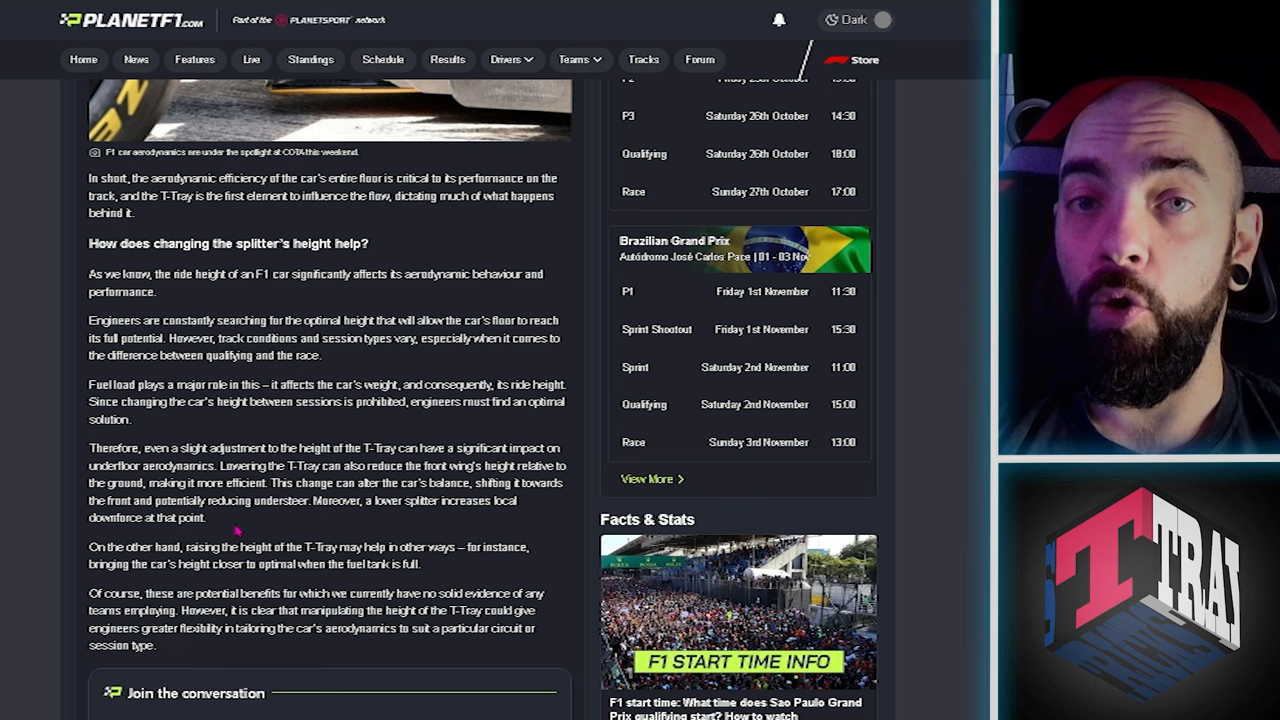 PLANETF1.COM
Part of the PLANETSPORT network
Dark
Home
News
Features
Live
Standings
Schedule
Results
Drivers
Teams
Tracks
Forum
Store
F1 car aerodynamics are under the spotlight at COTA this weekend.
In short, the aerodynamic efficiency of the car's entire floor is critical to its performance on the
track, and the T-Tray is the first element to influence the flow, dictating much of what happens
behind it.
How does changing the splitter's height help?
As we know, the ride height of an F1 car significantly affects its aerodynamic behaviour and
performance.
Engineers are constantly searching for the optimal height that will allow the car's floor to reach
its full potential. However, track conditions and session types vary, especially when it comes to
the difference between qualifying and the race.
Fuel load plays a major role in this – it affects the car's weight, and consequently, its ride height.
Since changing the car's height between sessions is prohibited, engineers must find an optimal
solution.
Therefore, even a slight adjustment to the height of the T-Tray can have a significant impact on
underfloor aerodynamics. Lowering the T-Tray can also reduce the front wing's height relative to
the ground, making it more efficient. This change can alter the car's balance, shifting it towards
the front and potentially reducing understeer. Moreover, a lower splitter increases local
downforce at that point.
On the other hand, raising the height of the T-Tray may help in other ways – for instance,
bringing the car's height closer to optimal when the fuel tank is full.
Of course, these are potential benefits for which we currently have no solid evidence of any
teams employing. However, it is clear that manipulating the height of the T-Tray could give
engineers greater flexibility in tailoring the car's aerodynamics to suit a particular circuit or
session type.
Join the conversation
P3 Saturday 26th October 14:30
Qualifying Saturday 26th October 18:00
Race Sunday 27th October 17:00
Brazilian Grand Prix
Autódromo José Carlos Pace | 01 - 03 Nov
P1 Friday 1st November 11:30
Sprint Shootout Friday 1st November 15:30
Sprint Saturday 2nd November 11:00
Qualifying Saturday 2nd November 15:00
Race Sunday 3rd November 13:00
View More
Facts & Stats
ROLEX
F1 START TIME INFO
F1 start time: What time does Sao Paulo Grand
Prix qualifying start? How to watch
T TRAY
TRICKS